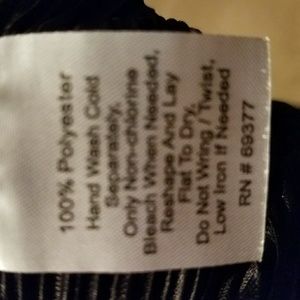 100% Polyester
Hand Wash Cold
Separately,
Only Non-chlorine
Bleach When Needed,
Reshape And Lay
Flat To Dry,
Do Not Wring / Twist,
Low Iron If Needed
RN # 69377